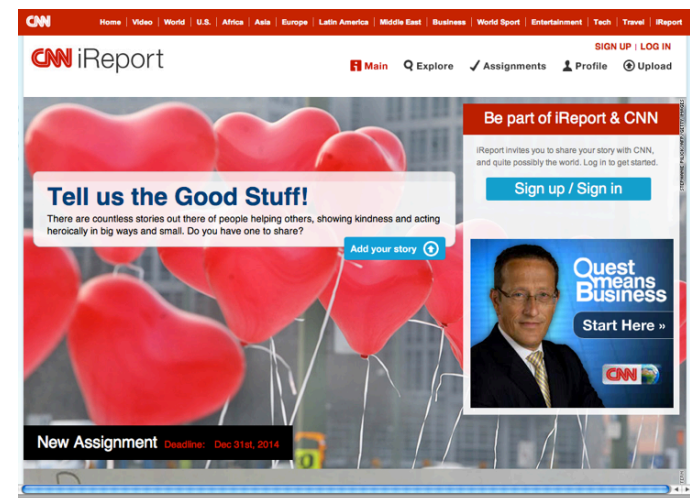 CNN Home Video World U.S. Africa Asia Europe Latin America Middle East Business World Sport Entertainment Tech Travel iReport
SIGN UP | LOG IN
CNN iReport
Main Explore Assignments Profile Upload
Be part of iReport & CNN
iReport invites you to share your story with CNN,
and quite possibly the world. Log in to get started.
Sign up / Sign in
Tell us the Good Stuff!
There are countless stories out there of people helping others, showing kindness and acting
heroically in big ways and small. Do you have one to share?
Add your story
Quest
means
Business
Start Here »
CNN
New Assignment Deadline: Dec 31st, 2014